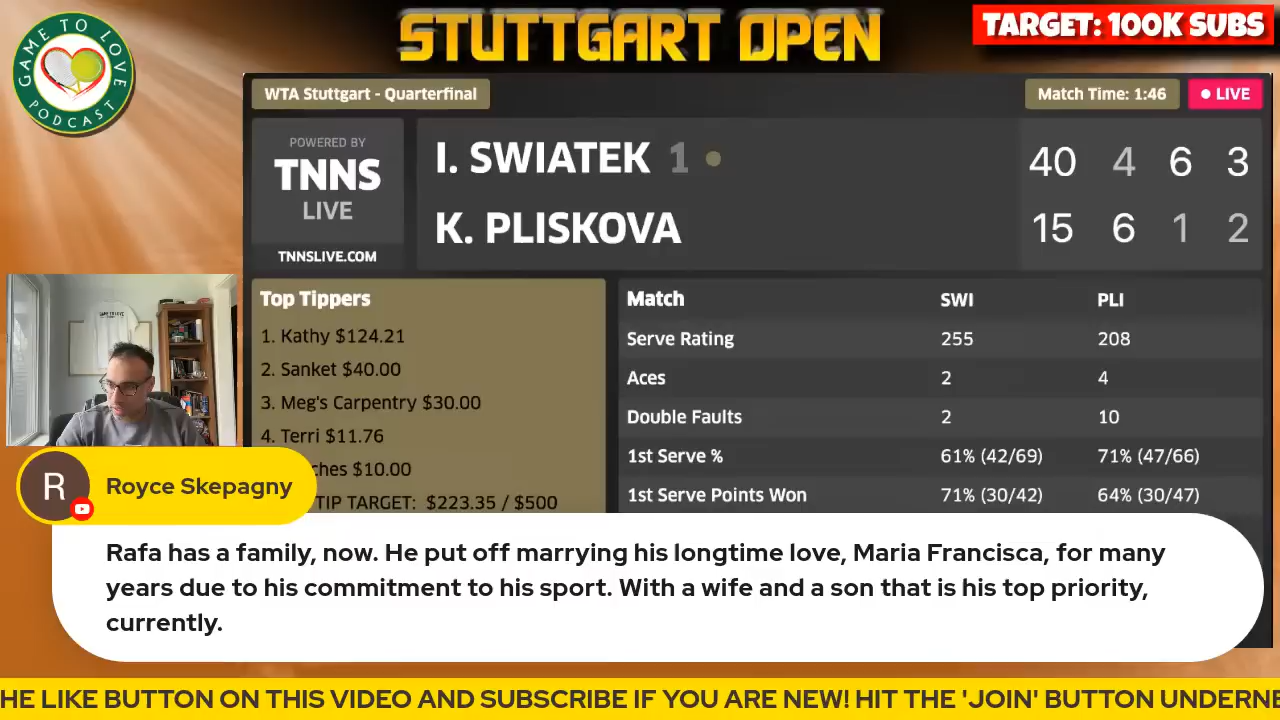 GAME TO LOVE
PODCAST
STUTTGART OPEN
TARGET: 100K SUBS
WTA Stuttgart - Quarterfinal
Match Time: 1:46
LIVE
POWERED BY
TNNS
LIVE
TNNSLIVE.COM
I. SWIATEK 1 40 4 6 3
K. PLISKOVA 15 6 1 2
Top Tippers
1. Kathy $124.21
2. Sanket $40.00
3. Meg's Carpentry $30.00
4. Terri $11.76
ches $10.00
TIP TARGET: $223.35 / $500
Match SWI PLI
Serve Rating 255 208
Aces 2 4
Double Faults 2 10
1st Serve % 61% (42/69) 71% (47/66)
1st Serve Points Won 71% (30/42) 64% (30/47)
R
Royce Skepagny
Rafa has a family, now. He put off marrying his longtime love, Maria Francisca, for many
years due to his commitment to his sport. With a wife and a son that is his top priority,
currently.
HE LIKE BUTTON ON THIS VIDEO AND SUBSCRIBE IF YOU ARE NEW! HIT THE 'JOIN' BUTTON UNDERNE